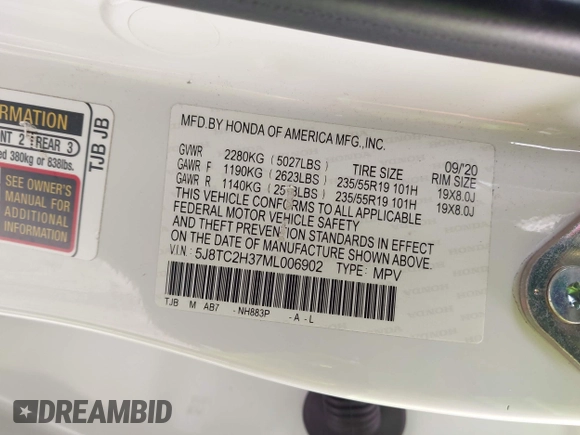 MFD.BY HONDA OF AMERICA MFG.,INC.
09/20
GVWR 2280KG (5027LBS) TIRE SIZE RIM SIZE
GAWR F 1190KG (2623LBS) 235/55R19 101H 19X8.0J
GAWR R 1140KG ( LBS) 235/55R19 101H 19X8.0J
THIS VEHICLE CONFORMS TO ALL APPLICABLE
FEDERAL MOTOR VEHICLE SAFETY
AND THEFT PREVENTION STANDARDS IN EFFECT
ON THE DATE OF MANUFACTURE SHOWN ABOVE.
VIN: 5J8TC2H37ML006902 TYPE: MPV
TJB M AB7 -NH883P -A-L
TJB JB
RMATION
NT 2 REAR 3
ed 380kg or 838lbs.
SEE OWNER'S
MANUAL FOR
ADDITIONAL
INFORMATION
DREAMBID